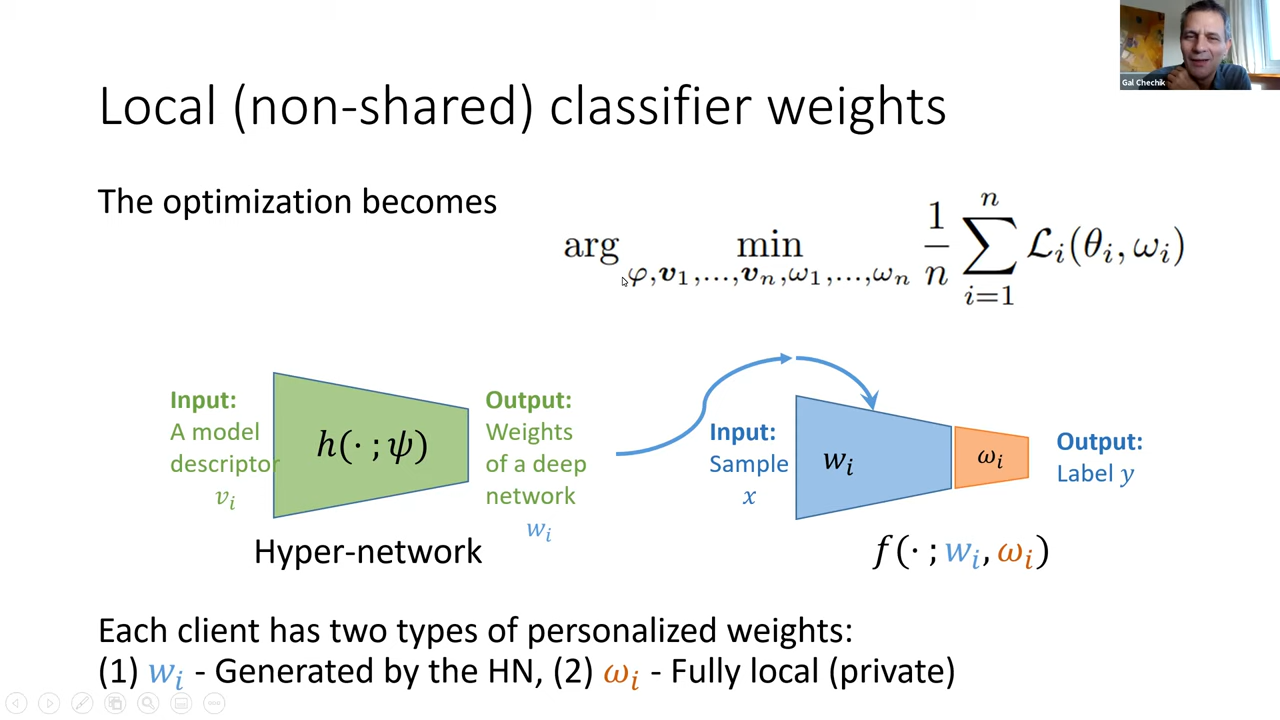 Gal Chechik
Local (non-shared) classifier weights
The optimization becomes
arg min_{φ,𝒗₁,…,𝒗ₙ,ω₁,…,ωₙ} 1/n ∑_{i=1}^{n} ℒᵢ(θᵢ, ωᵢ)
Input:
A model
descriptor
vᵢ
h(· ; ψ)
Output:
Weights
of a deep
network
wᵢ
Hyper-network
Input:
Sample
x
wᵢ
ωᵢ
Output:
Label y
f(· ; wᵢ, ωᵢ)
Each client has two types of personalized weights:
(1) wᵢ - Generated by the HN, (2) ωᵢ - Fully local (private)